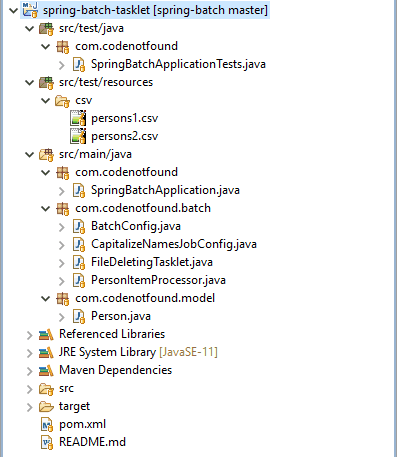 spring-batch-tasklet [spring-batch master]
src/test/java
com.codenotfound
SpringBatchApplicationTests.java
src/test/resources
csv
persons1.csv
persons2.csv
src/main/java
com.codenotfound
SpringBatchApplication.java
com.codenotfound.batch
BatchConfig.java
CapitalizeNamesJobConfig.java
FileDeletingTasklet.java
PersonItemProcessor.java
com.codenotfound.model
Person.java
Referenced Libraries
JRE System Library [JavaSE-11]
Maven Dependencies
src
target
pom.xml
README.md